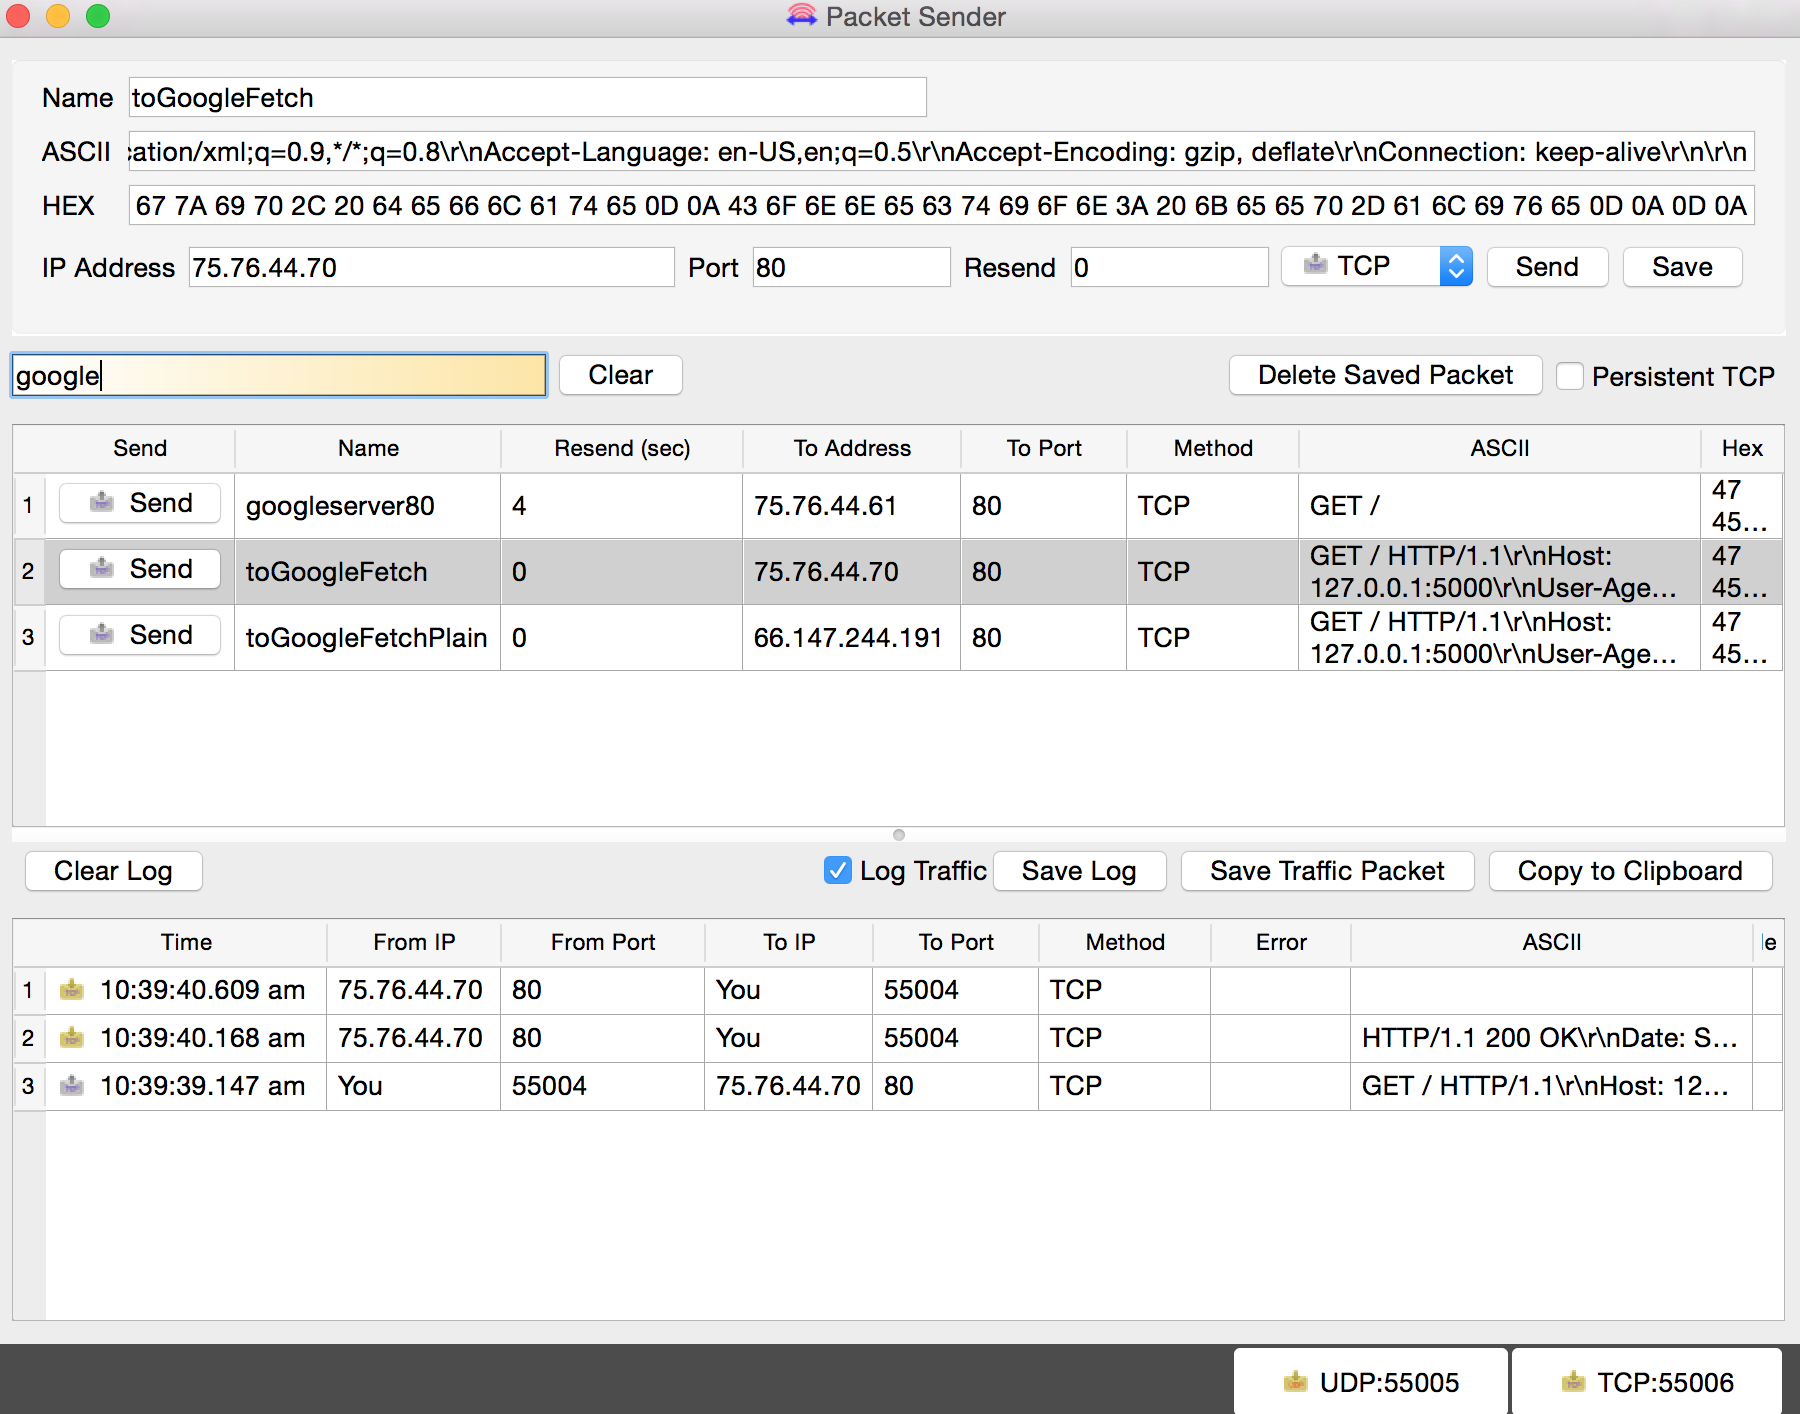 Packet Sender
Name toGoogleFetch
ASCII cation/xml;q=0.9,*/*;q=0.8\r\nAccept-Language: en-US,en;q=0.5\r\nAccept-Encoding: gzip, deflate\r\nConnection: keep-alive\r\n\r\n
HEX 67 7A 69 70 2C 20 64 65 66 6C 61 74 65 0D 0A 43 6F 6E 6E 65 63 74 69 6F 6E 3A 20 6B 65 65 70 2D 61 6C 69 76 65 0D 0A 0D 0A
IP Address 75.76.44.70 Port 80 Resend 0 TCP Send Save
google Clear Delete Saved Packet Persistent TCP
Send Name Resend (sec) To Address To Port Method ASCII Hex
1 Send googleserver80 4 75.76.44.61 80 TCP GET / 47
45...
2 Send toGoogleFetch 0 75.76.44.70 80 TCP GET / HTTP/1.1\r\nHost: 47
127.0.0.1:5000\r\nUser-Age... 45...
3 Send toGoogleFetchPlain 0 66.147.244.191 80 TCP GET / HTTP/1.1\r\nHost: 47
127.0.0.1:5000\r\nUser-Age... 45...
Clear Log Log Traffic Save Log Save Traffic Packet Copy to Clipboard
Time From IP From Port To IP To Port Method Error ASCII
1 10:39:40.609 am 75.76.44.70 80 You 55004 TCP
2 10:39:40.168 am 75.76.44.70 80 You 55004 TCP HTTP/1.1 200 OK\r\nDate: S...
3 10:39:39.147 am You 55004 75.76.44.70 80 TCP GET / HTTP/1.1\r\nHost: 12...
UDP:55005 TCP:55006